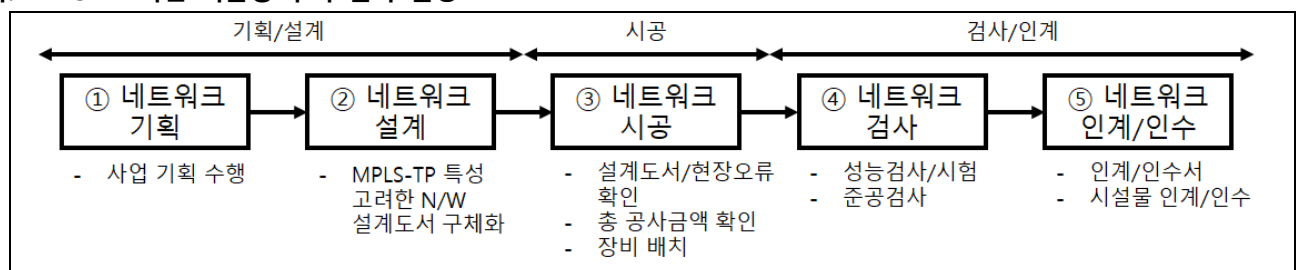 기획/설계
시공
검사/인계
① 네트워크
기획
② 네트워크
설계
③ 네트워크
시공
④ 네트워크
검사
⑤ 네트워크
인계/인수
- 사업 기획 수행
- MPLS-TP 특성
고려한 N/W
설계도서 구체화
- 설계도서/현장오류
확인
- 총 공사금액 확인
- 장비 배치
- 성능검사/시험
- 준공검사
- 인계/인수서
- 시설물 인계/인수